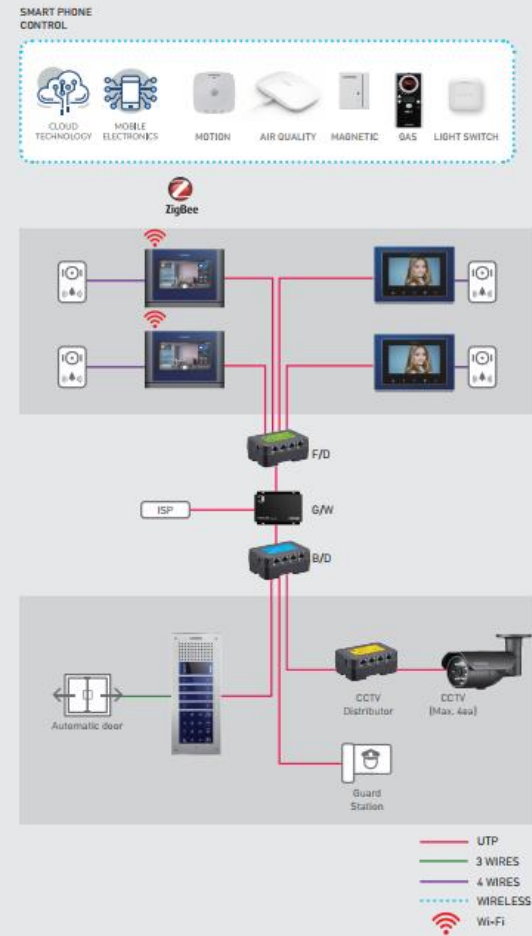 SMART PHONE
CONTROL
CLOUD
TECHNOLOGY
MOBILE
ELECTRONICS
MOTION
AIR QUALITY
MAGNETIC
GAS
LIGHT SWITCH
ZigBee
F/D
ISP
G/W
B/D
Automatic door
CCTV
Distributor
CCTV
(Max. 4ea)
Guard
Station
UTP
3 WIRES
4 WIRES
WIRELESS
Wi-Fi